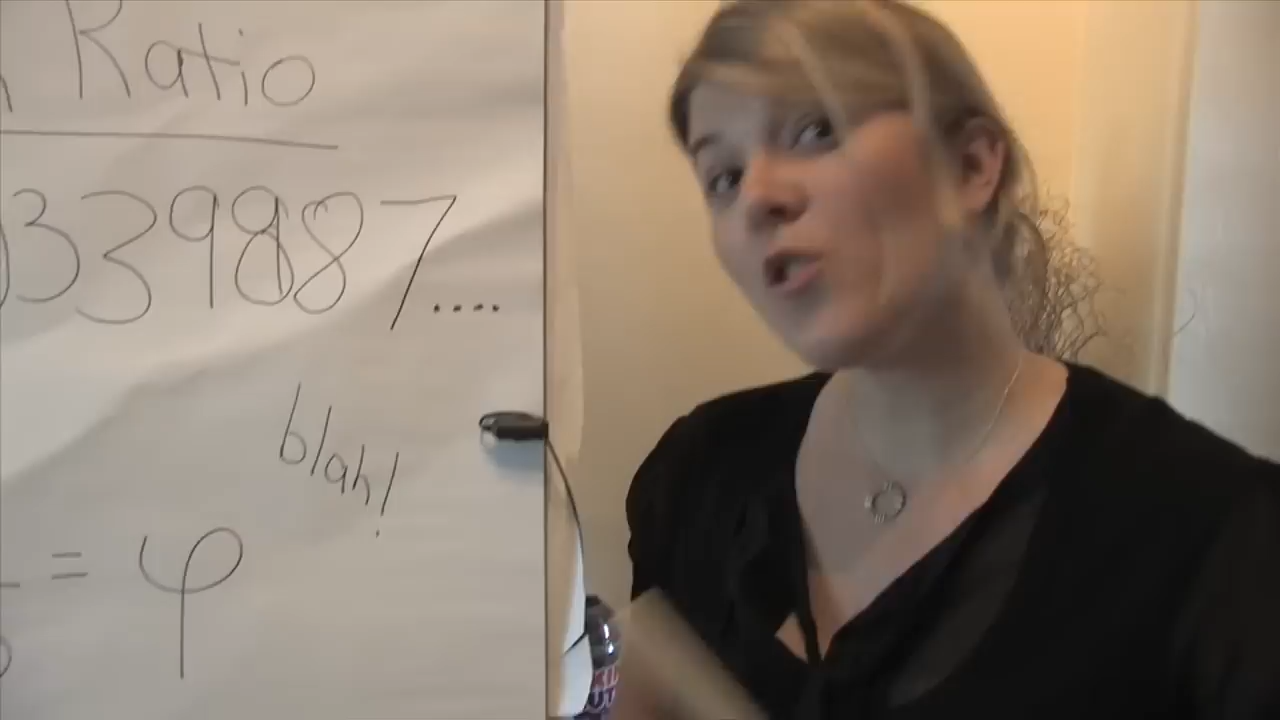 n Ratio
339887....
blah!
= φ